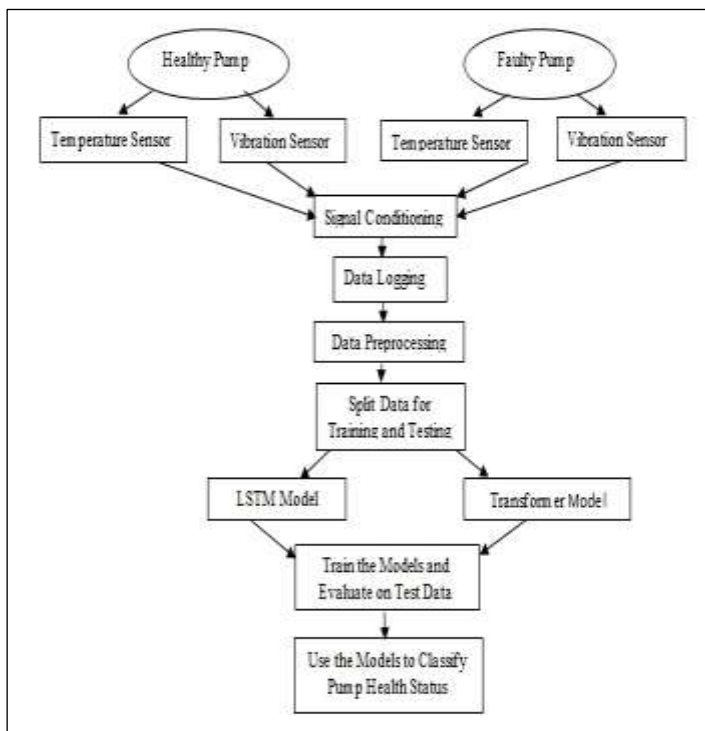 Healthy Pump
Faulty Pump
Temperature Sensor
Vibration Sensor
Temperature Sensor
Vibration Sensor
Signal Conditioning
Data Logging
Data Preprocessing
Split Data for
Training and Testing
LSTM Model
Transformer Model
Train the Models and
Evaluate on Test Data
Use the Models to Classify
Pump Health Status